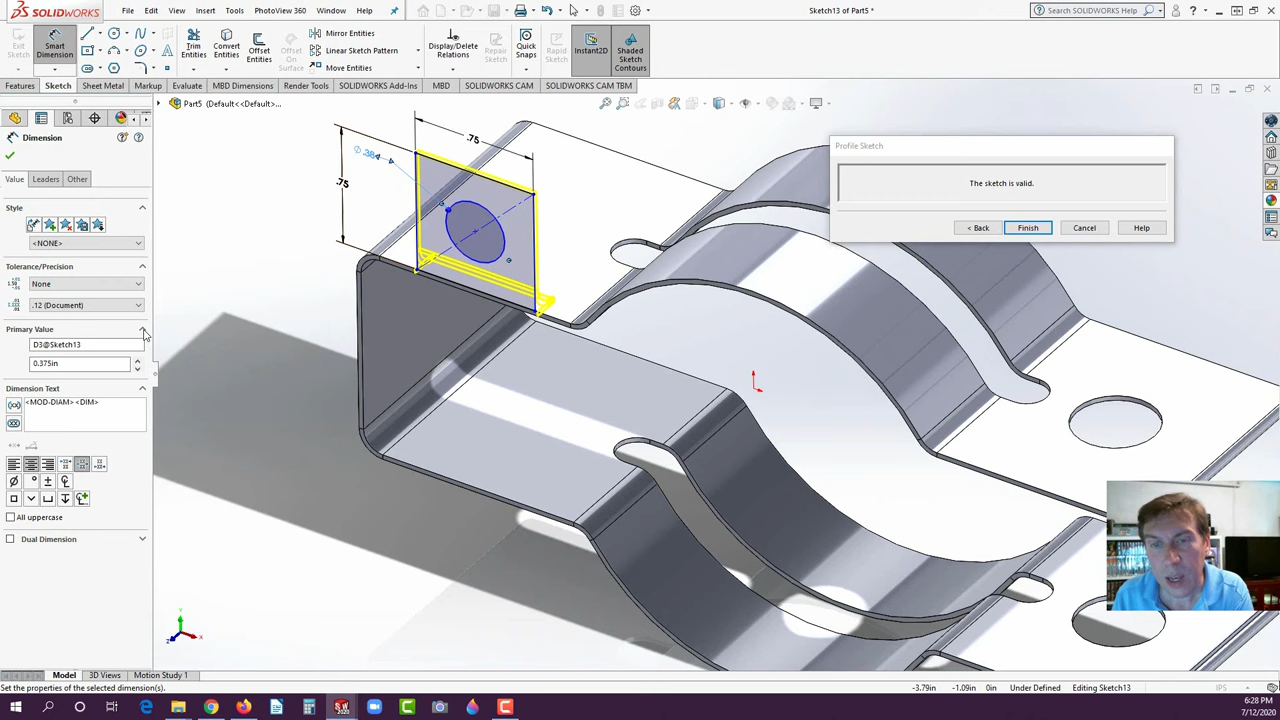 SOLIDWORKS
File Edit View Insert Tools PhotoView 360 Window Help
Sketch13 of Part5 *
Search SOLIDWORKS Help
Exit Sketch
Smart Dimension
Trim Entities
Convert Entities
Offset Entities
Offset On Surface
Mirror Entities
Linear Sketch Pattern
Move Entities
Display/Delete Relations
Repair Sketch
Quick Snaps
Rapid Sketch
Instant2D
Shaded Sketch Contours
Features Sketch Sheet Metal Markup Evaluate MBD Dimensions Render Tools SOLIDWORKS Add-Ins MBD SOLIDWORKS CAM SOLIDWORKS CAM TBM
Part5 (Default<<Default>...
Dimension
Value Leaders Other
Style
<NONE>
Tolerance/Precision
None
.12 (Document)
Primary Value
D3@Sketch13
0.375in
Dimension Text
<MOD-DIAM><DIM>
All uppercase
Dual Dimension
.75
.75
∅.38
Profile Sketch
The sketch is valid.
< Back Finish Cancel Help
Y
X
Z
Model 3D Views Motion Study 1
Set the properties of the selected dimension(s).
-3.79in -1.09in 0in Under Defined Editing Sketch13
IPS
6:28 PM
7/12/2020